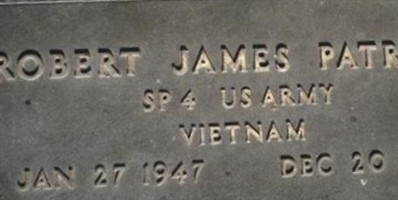 ROBERT JAMES PATR
SP4 US ARMY
VIETNAM
JAN 27 1947 DEC 20